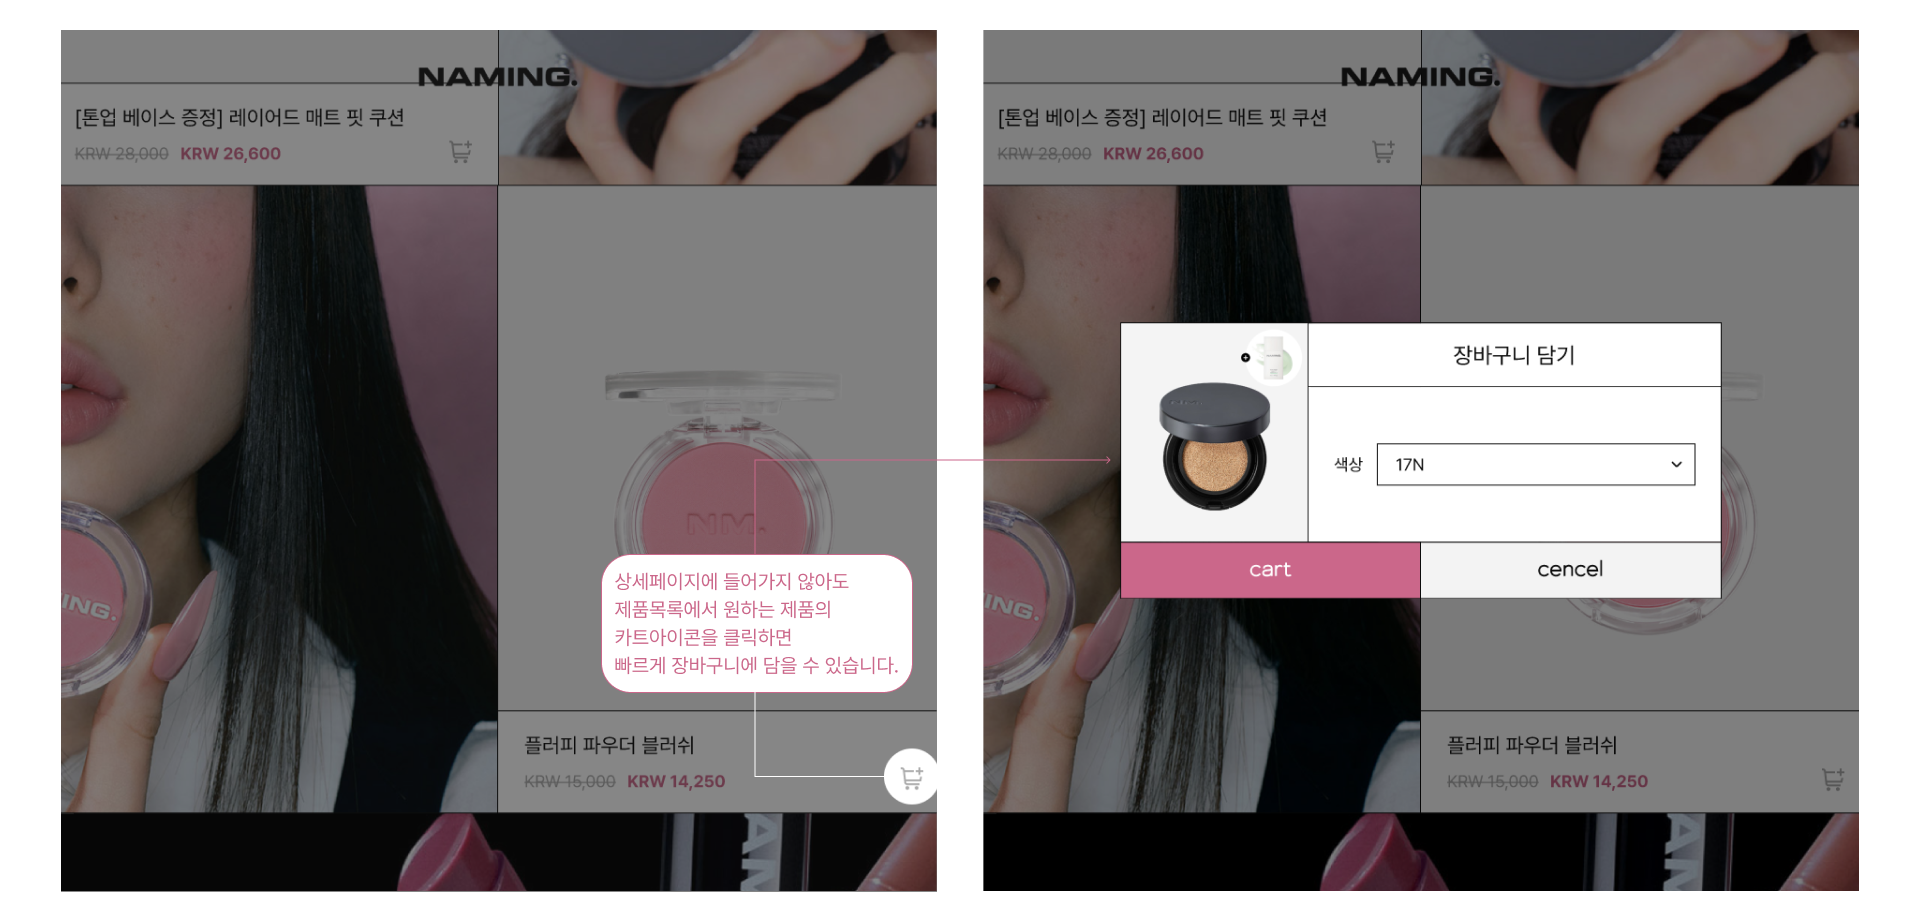 NAMING.
[톤업 베이스 증정] 레이어드 매트 핏 쿠션
KRW 28,000 KRW 26,600
NM.
ING.
상세페이지에 들어가지 않아도
제품목록에서 원하는 제품의
카트아이콘을 클릭하면
빠르게 장바구니에 담을 수 있습니다.
플러피 파우더 블러쉬
KRW 15,000 KRW 14,250
AN
NAMING.
[톤업 베이스 증정] 레이어드 매트 핏 쿠션
KRW 28,000 KRW 26,600
NM.
장바구니 담기
색상 17N
cart cencel
ING.
플러피 파우더 블러쉬
KRW 15,000 KRW 14,250
AN